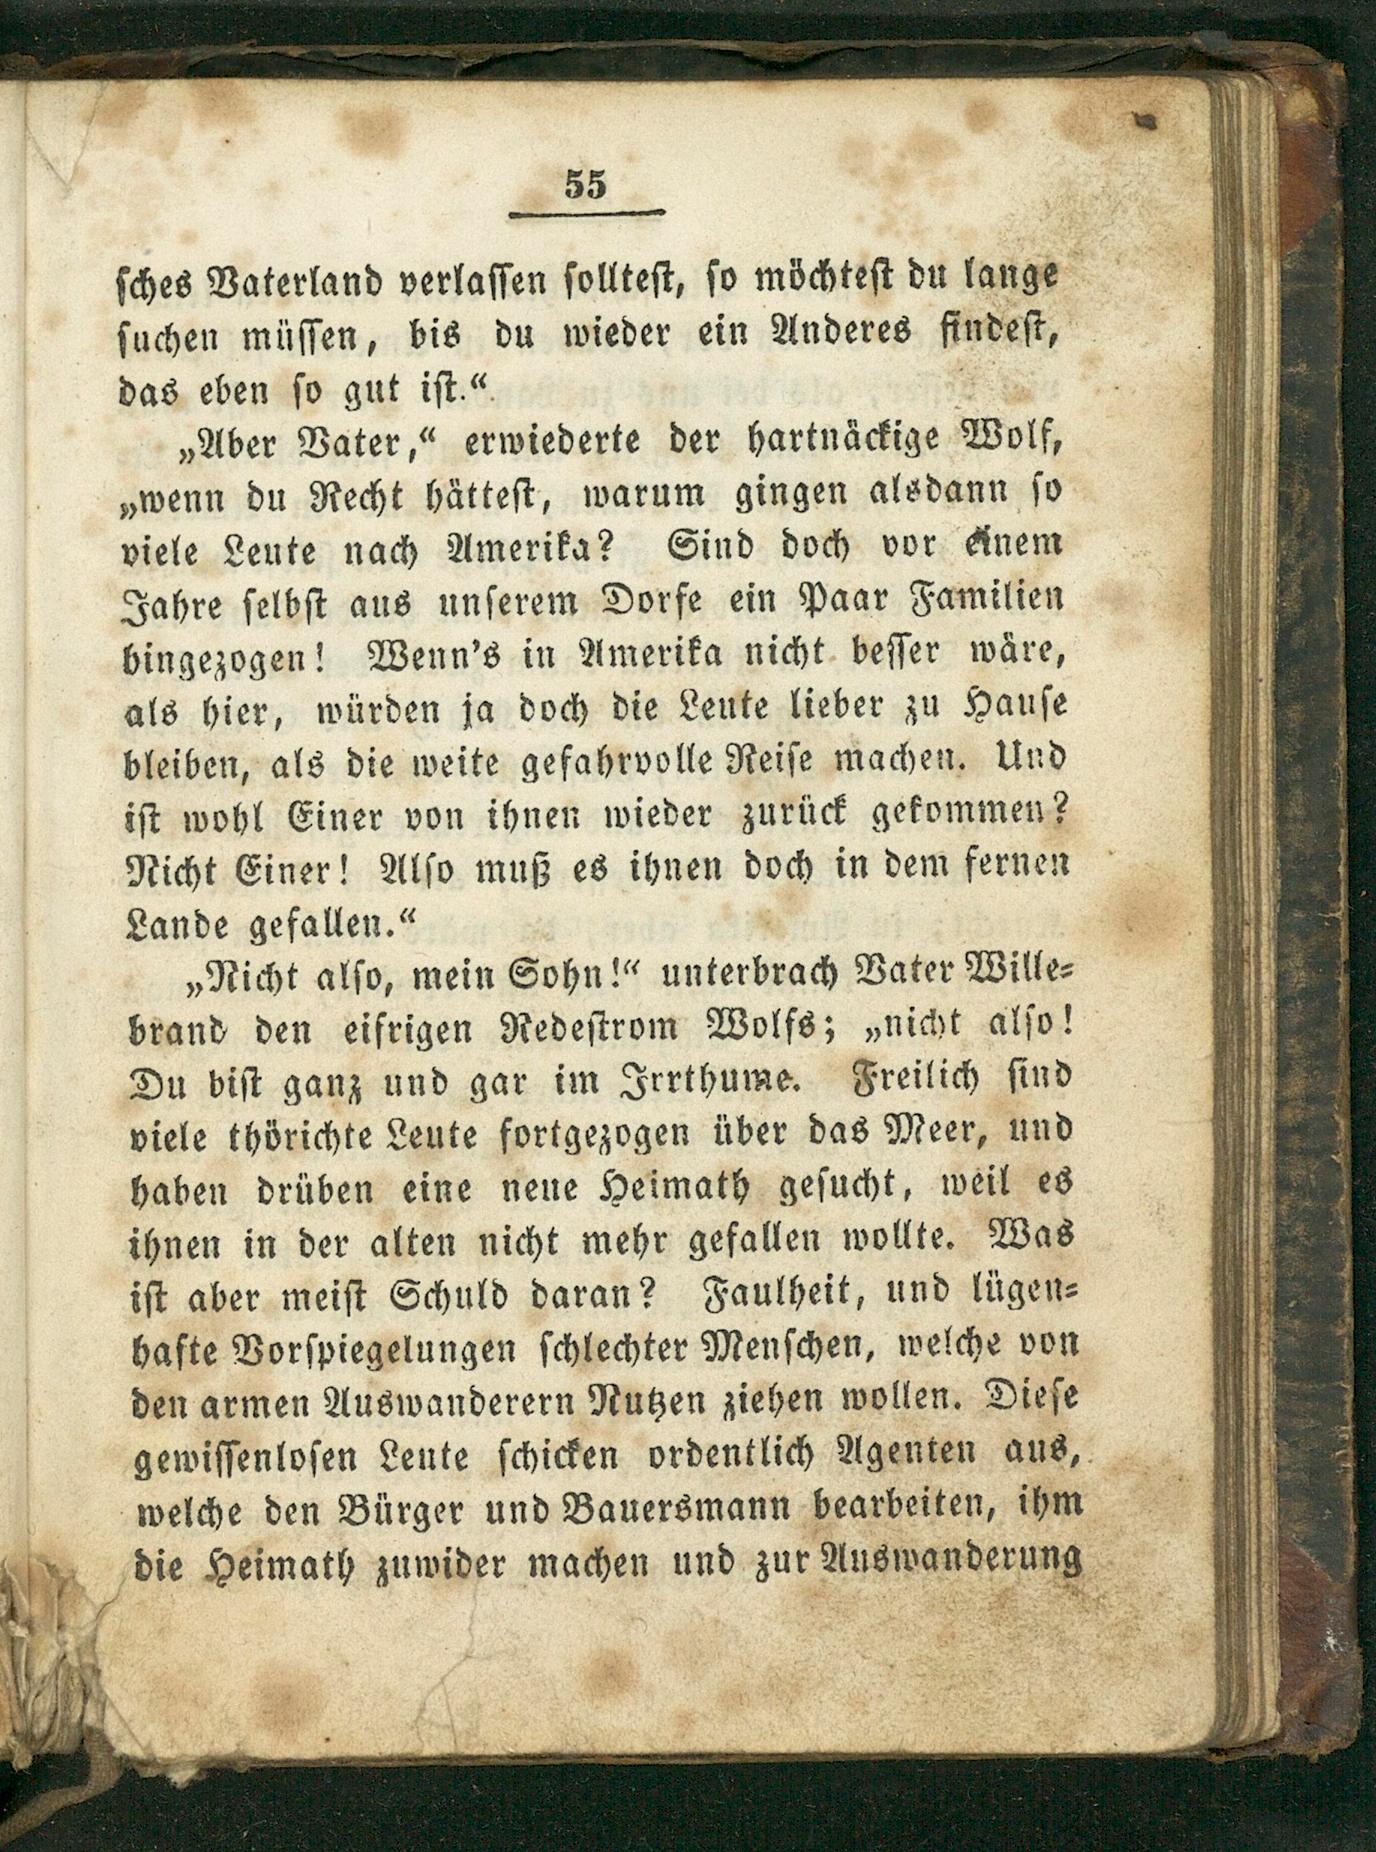 55
sches Vaterland verlassen solltest, so möchtest du lange
suchen müssen, bis du wieder ein Anderes findest,
das eben so gut ist.“
„Aber Vater,“ erwiederte der hartnäckige Wolf,
„wenn du Recht hättest, warum gingen alsdann so
viele Leute nach Amerika? Sind doch vor einem
Jahre selbst aus unserem Dorfe ein Paar Familien
hingezogen! Wenn's in Amerika nicht besser wäre,
als hier, würden ja doch die Leute lieber zu Hause
bleiben, als die weite gefahrvolle Reise machen. Und
ist wohl Einer von ihnen wieder zurück gekommen?
Nicht Einer! Also muß es ihnen doch in dem fernen
Lande gefallen.“
„Nicht also, mein Sohn!“ unterbrach Vater Wille-
brand den eifrigen Redestrom Wolfs; „nicht also!
Du bist ganz und gar im Irrthume. Freilich sind
viele thörichte Leute fortgezogen über das Meer, und
haben drüben eine neue Heimath gesucht, weil es
ihnen in der alten nicht mehr gefallen wollte. Was
ist aber meist Schuld daran? Faulheit, und lügen-
hafte Vorspiegelungen schlechter Menschen, welche von
den armen Auswanderern Nutzen ziehen wollen. Diese
gewissenlosen Leute schicken ordentlich Agenten aus,
welche den Bürger und Bauersmann bearbeiten, ihm
die Heimath zuwider machen und zur Auswanderung